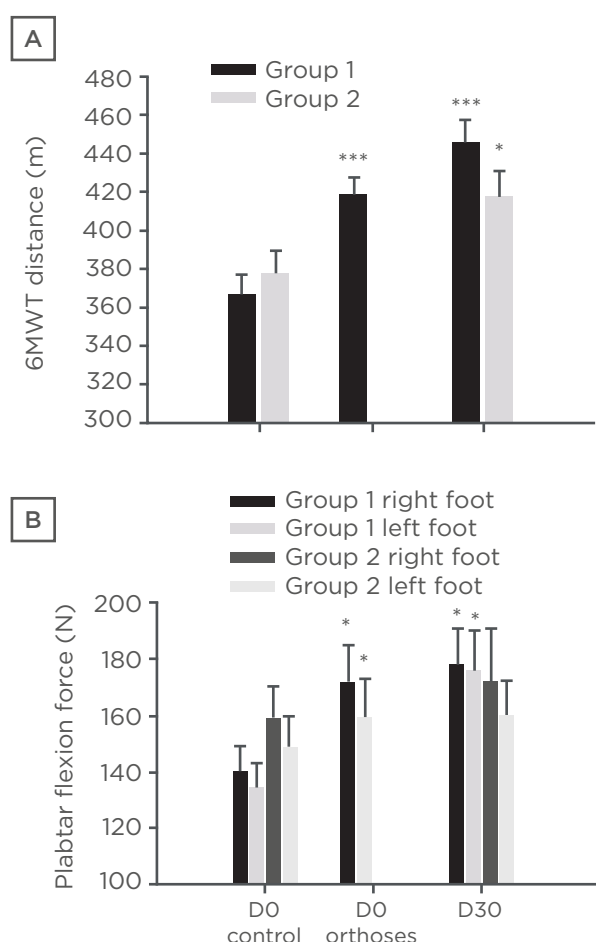 A
Group 1
Group 2
6MWT distance (m)
480
460
440
420
400
380
360
340
320
300
***
***
*
B
Group 1 right foot
Group 1 left foot
Group 2 right foot
Group 2 left foot
Plabtar flexion force (N)
200
180
160
140
120
100
*
*
*
*
D0
control
D0
orthoses
D30